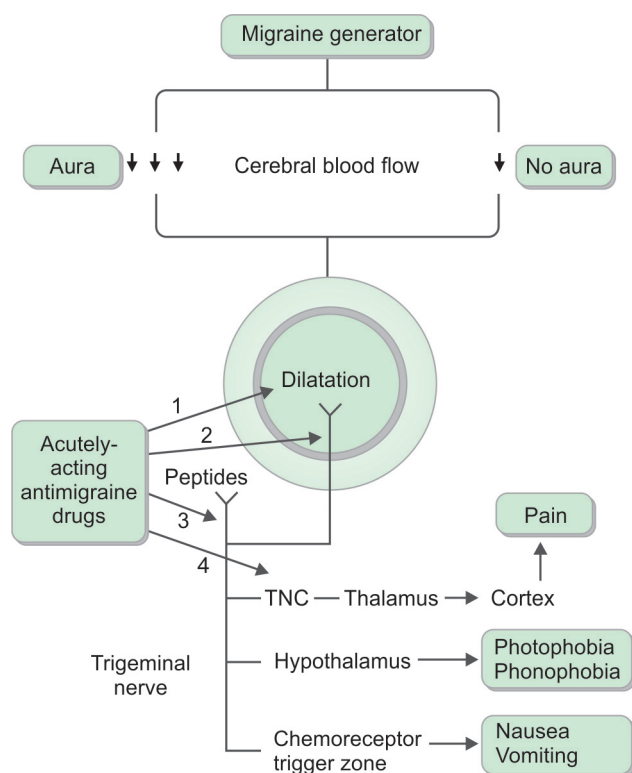 Migraine generator
Aura
Cerebral blood flow
No aura
Dilatation
1
2
Acutely-
acting
antimigraine
drugs
Peptides
3
4
Pain
TNC
Thalamus
Cortex
Trigeminal
nerve
Hypothalamus
Photophobia
Phonophobia
Chemoreceptor
trigger zone
Nausea
Vomiting